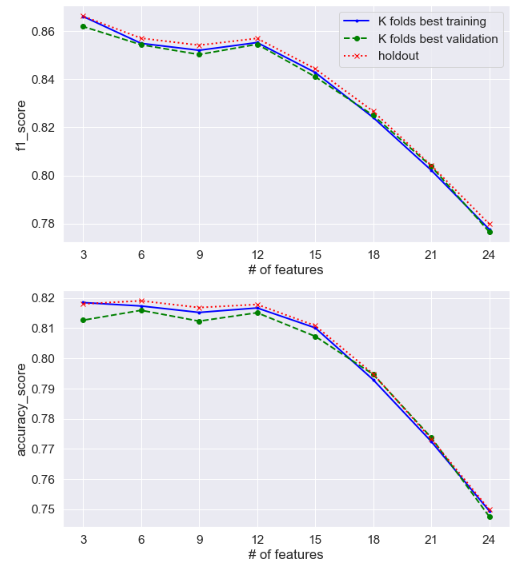 K folds best training
K folds best validation
holdout
f1_score
0.86
0.84
0.82
0.80
0.78
3 6 9 12 15 18 21 24
# of features
accuracy_score
0.82
0.81
0.80
0.79
0.78
0.77
0.76
0.75
3 6 9 12 15 18 21 24
# of features